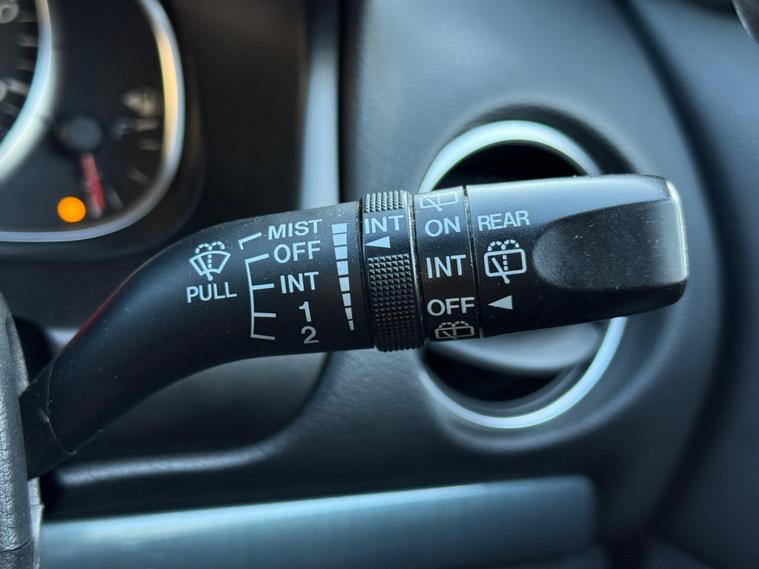 PULL
MIST
OFF
INT
1
2
INT
ON
INT
OFF
REAR